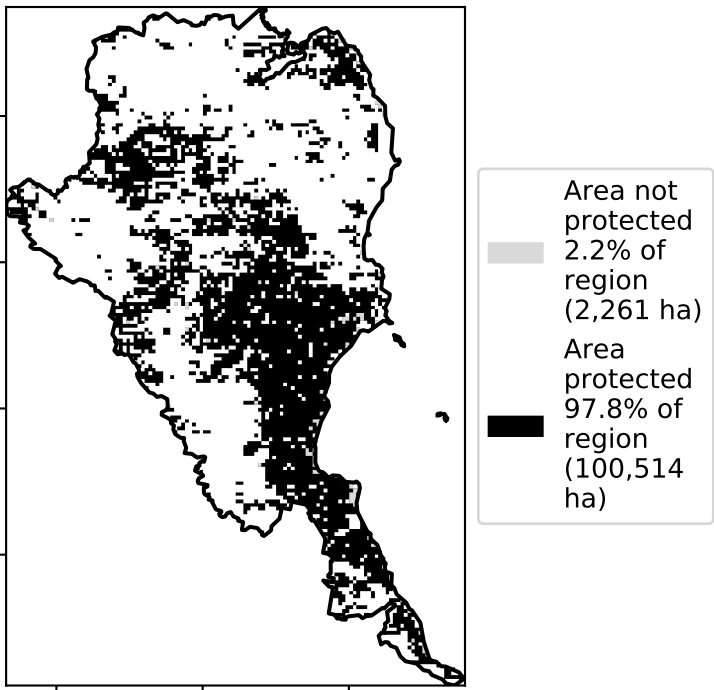 Area not
protected
2.2% of
region
(2,261 ha)
Area
protected
97.8% of
region
(100,514
ha)